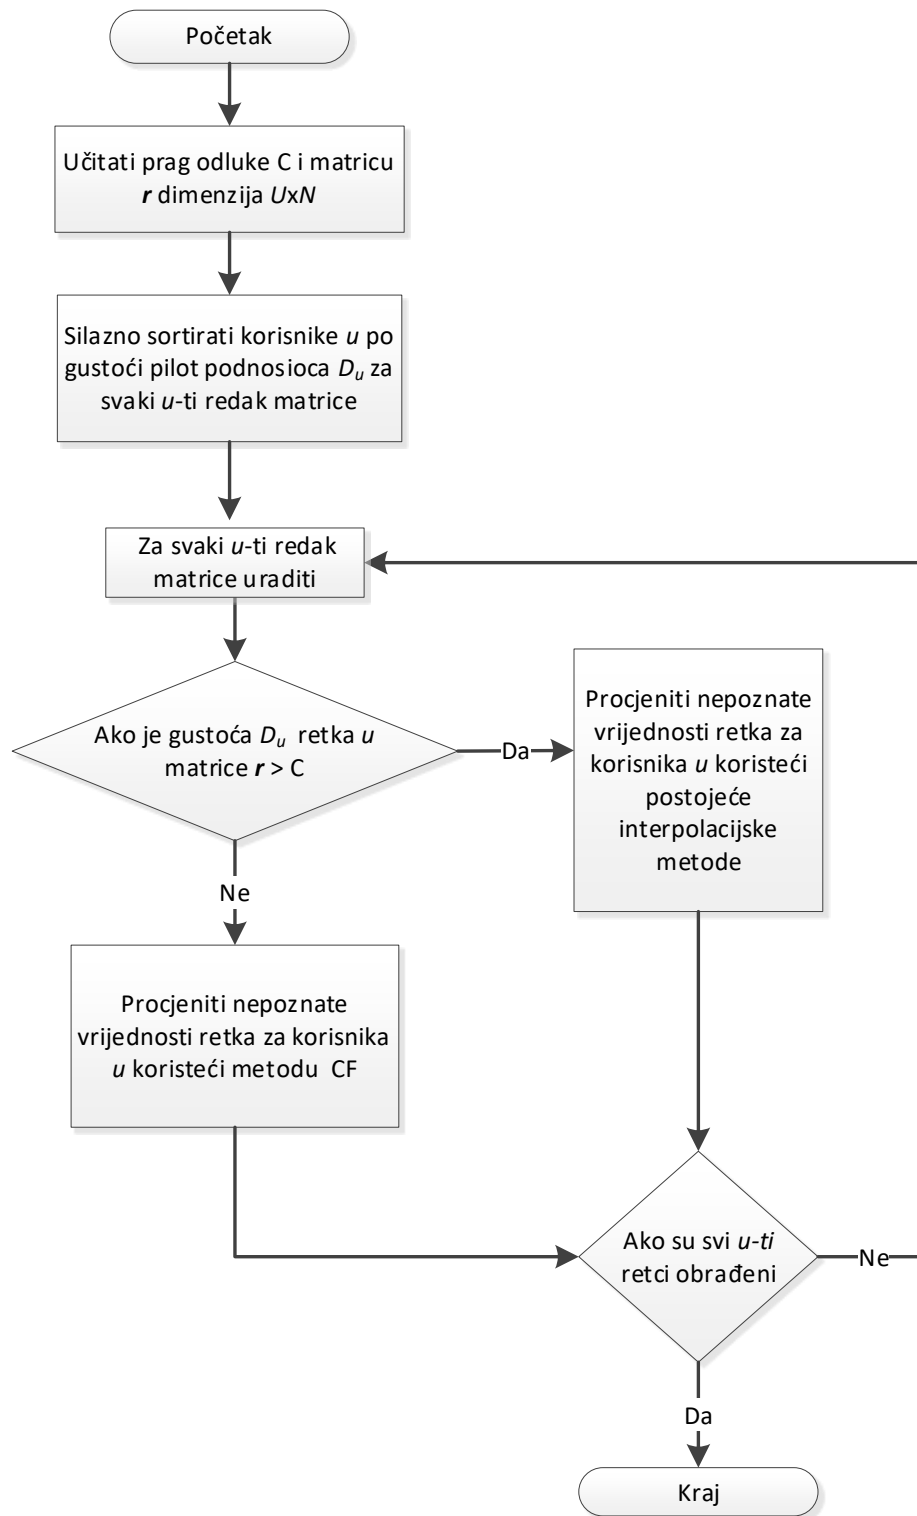 Početak
Učitati prag odluke C i matricu
r dimenzija UxN
Silazno sortirati korisnike u po
gustoći pilot podnosioca Du za
svaki u-ti redak matrice
Za svaki u-ti redak
matrice uraditi
Ako je gustoća Du retka u
matrice r > C
Da
Procjeniti nepoznate
vrijednosti retka za
korisnika u koristeći
postojeće
interpolacijske
metode
Ne
Procjeniti nepoznate
vrijednosti retka za korisnika
u koristeći metodu CF
Ako su svi u-ti
retci obrađeni
Ne
Da
Kraj